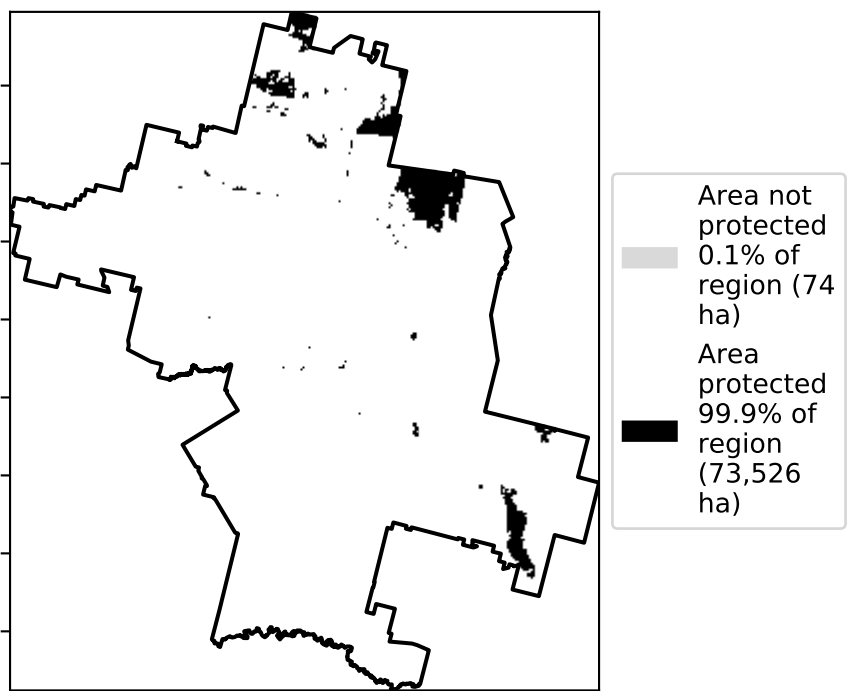 Area not
protected
0.1% of
region (74
ha)
Area
protected
99.9% of
region
(73,526
ha)